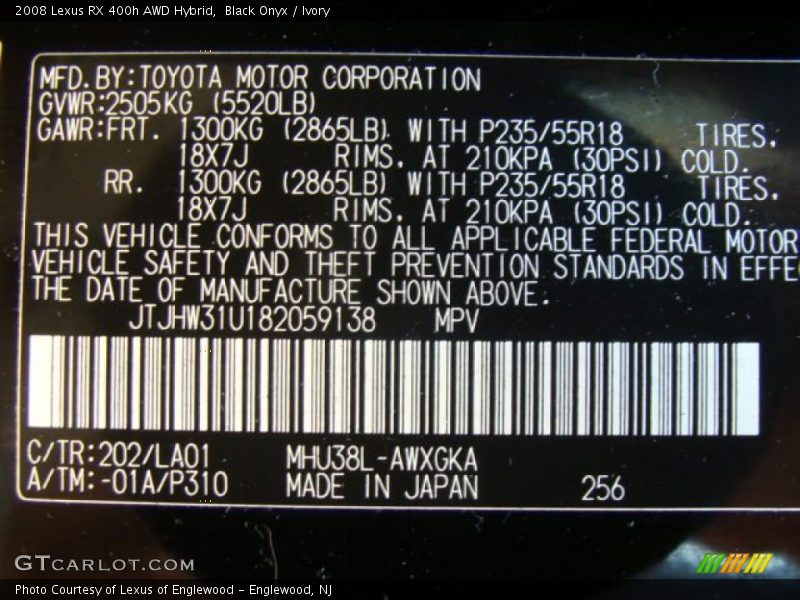 2008 Lexus RX 400h AWD Hybrid,  Black Onyx / Ivory
MFD.BY:TOYOTA MOTOR CORPORATION
GVWR:2505KG (5520LB)
GAWR:FRT. 1300KG (2865LB) WITH P235/55R18 TIRES.
18X7J RIMS. AT 210KPA (30PSI) COLD.
RR. 1300KG (2865LB) WITH P235/55R18 TIRES.
18X7J RIMS. AT 210KPA (30PSI) COLD.
THIS VEHICLE CONFORMS TO ALL APPLICABLE FEDERAL MOTOR
VEHICLE SAFETY AND THEFT PREVENTION STANDARDS IN EFFE
THE DATE OF MANUFACTURE SHOWN ABOVE.
JTJHW31U182059138 MPV
C/TR:202/LA01 MHU38L-AWXGKA
A/TM:-01A/P310 MADE IN JAPAN 256
GTCARLOT.COM
Photo Courtesy of Lexus of Englewood – Englewood, NJ